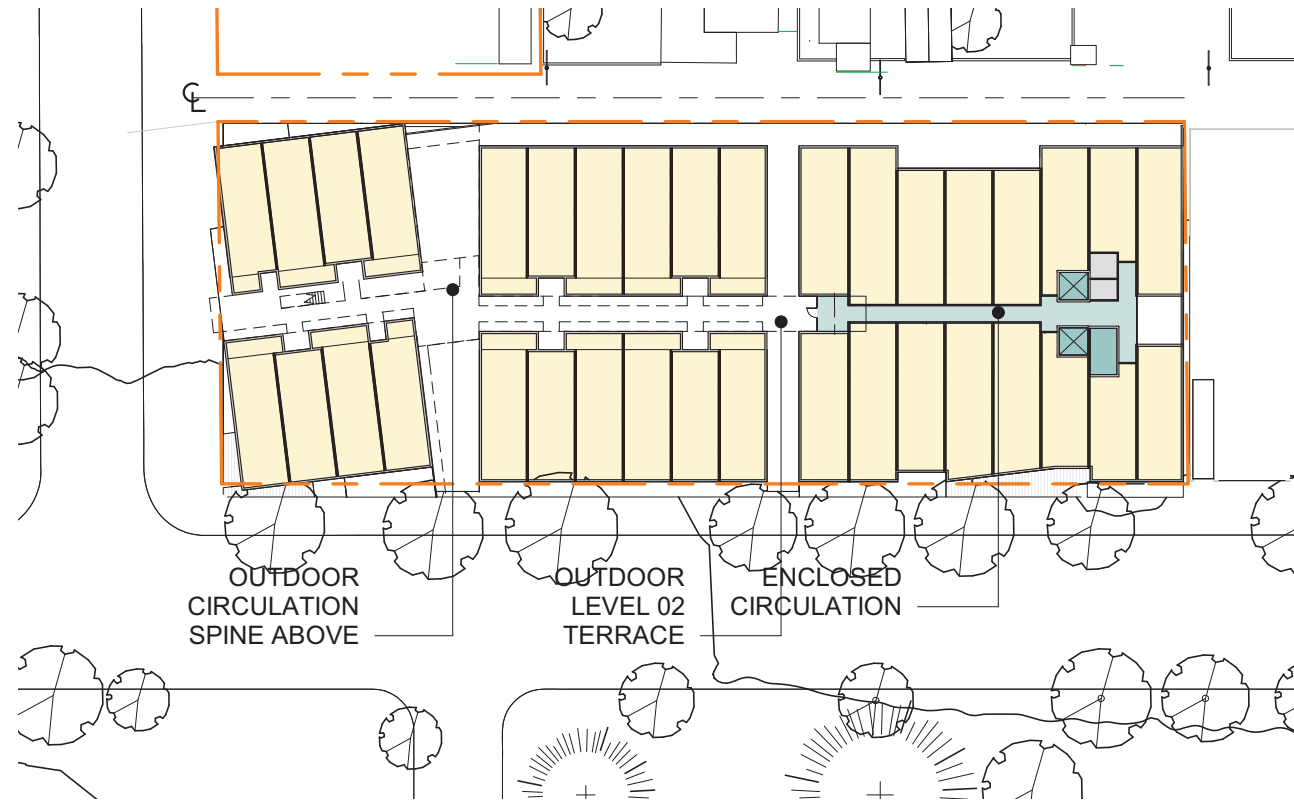 ℄
OUTDOOR
CIRCULATION
SPINE ABOVE
OUTDOOR
LEVEL 02
TERRACE
ENCLOSED
CIRCULATION